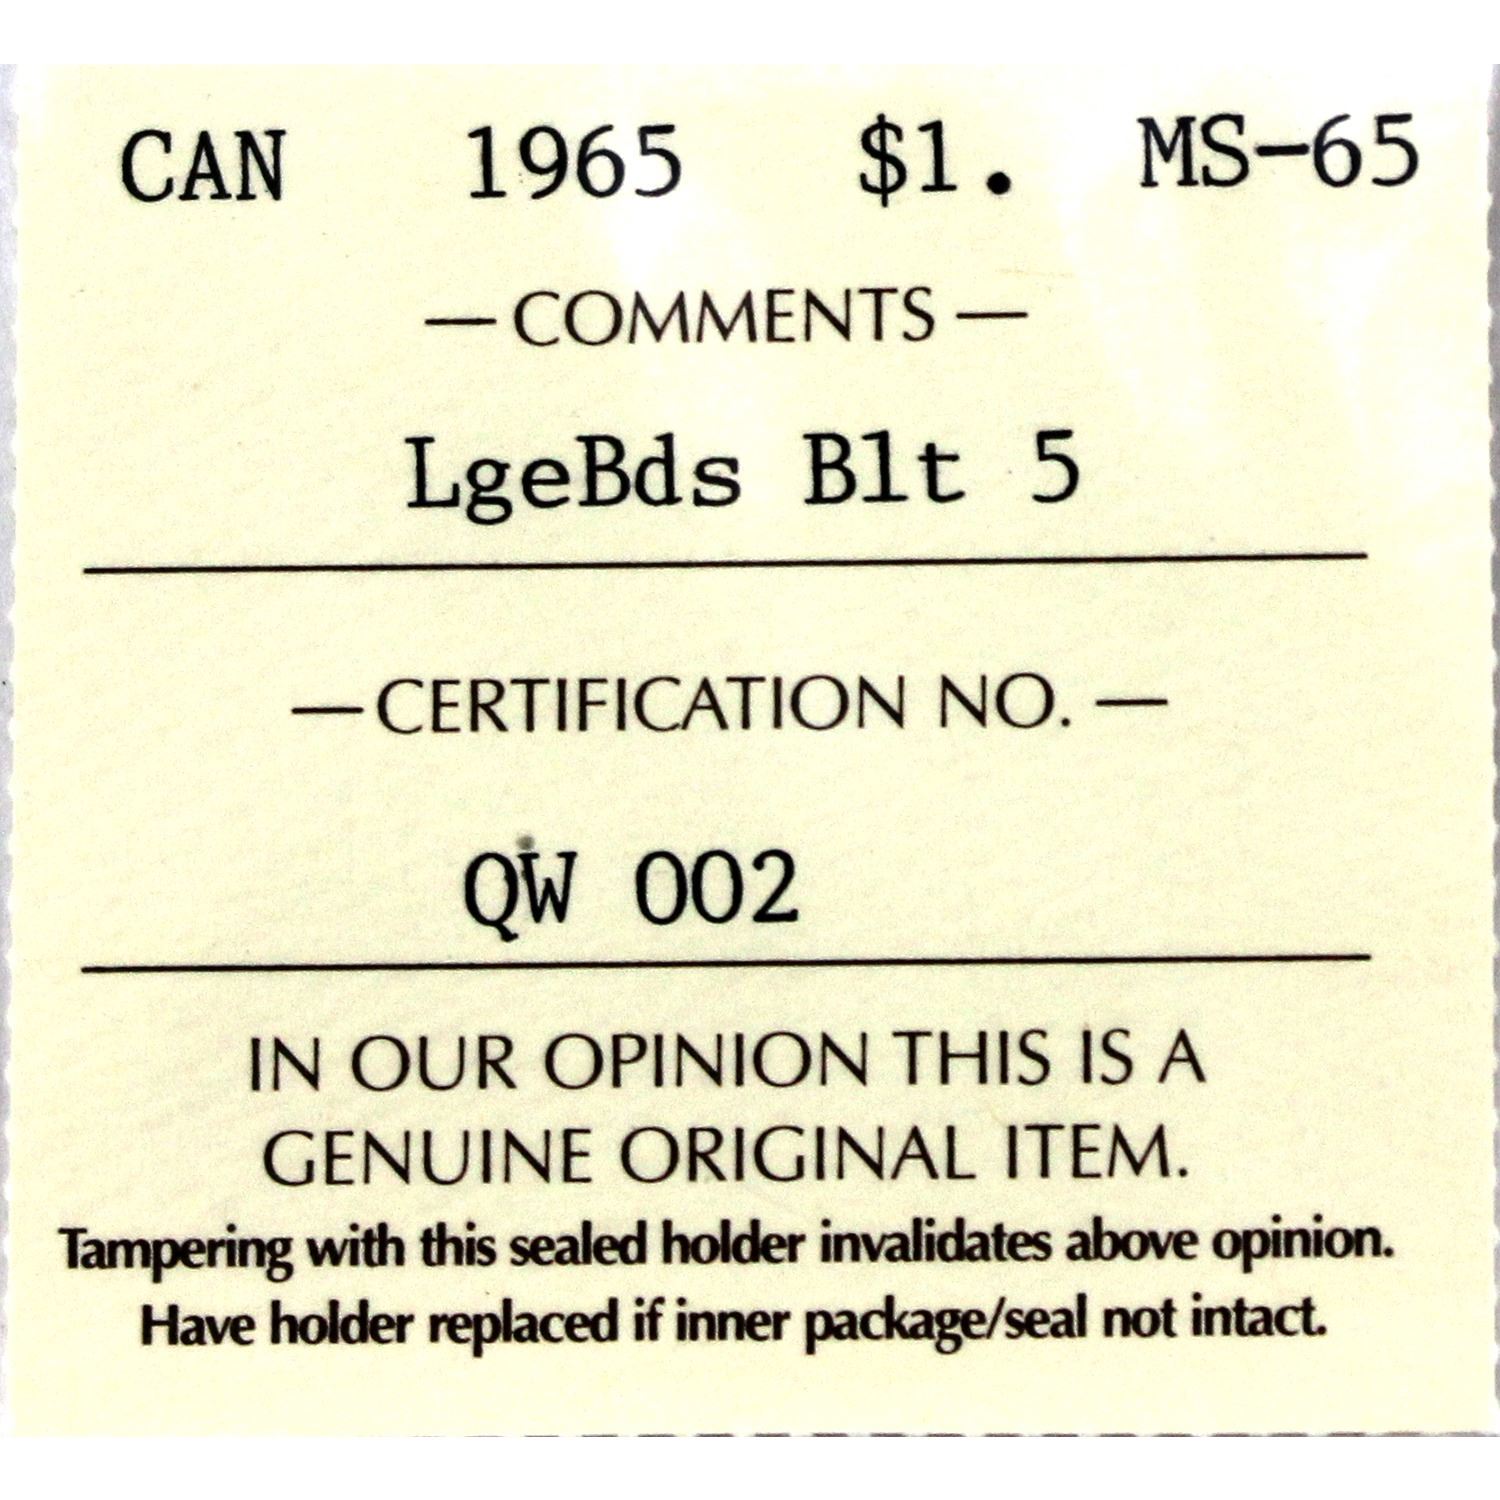 CAN 1965 $1. MS-65
—COMMENTS—
LgeBds Blt 5
—CERTIFICATION NO.—
QW 002
IN OUR OPINION THIS IS A
GENUINE ORIGINAL ITEM.
Tampering with this sealed holder invalidates above opinion.
Have holder replaced if inner package/seal not intact.